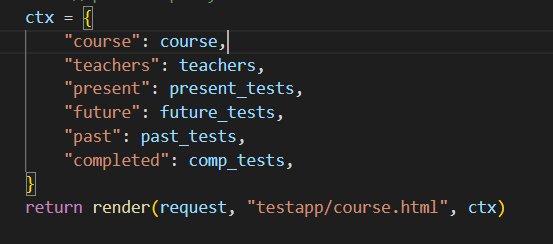 ctx = {
"course": course,
"teachers": teachers,
"present": present_tests,
"future": future_tests,
"past": past_tests,
"completed": comp_tests,
}
return render(request, "testapp/course.html", ctx)